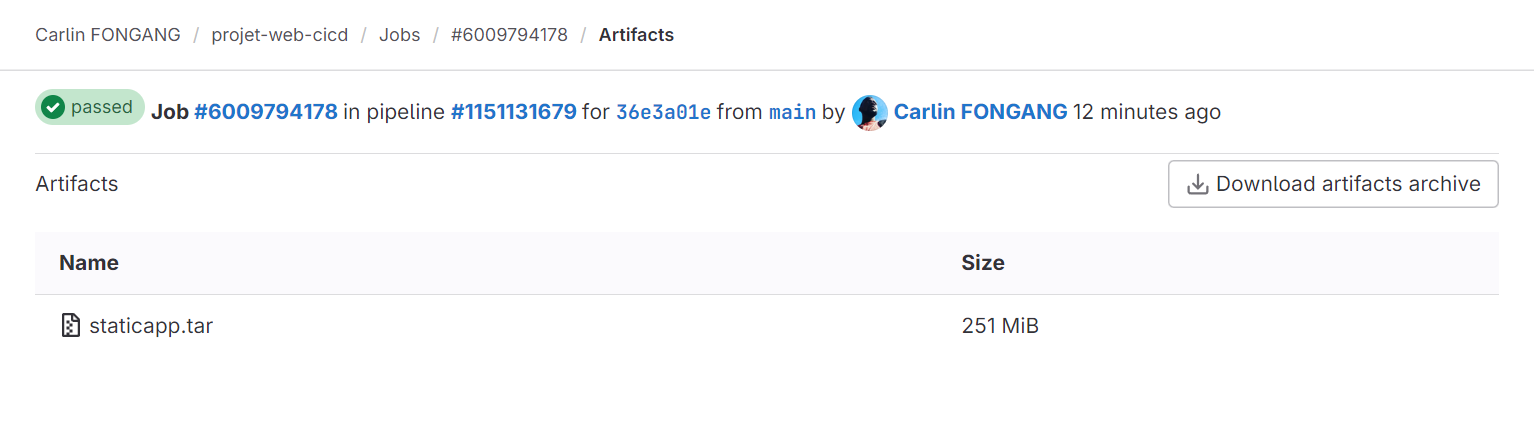 Carlin FONGANG / projet-web-cicd / Jobs / #6009794178 / Artifacts
passed Job #6009794178 in pipeline #1151131679 for 36e3a01e from main by Carlin FONGANG 12 minutes ago
Artifacts Download artifacts archive
Name Size
staticapp.tar 251 MiB